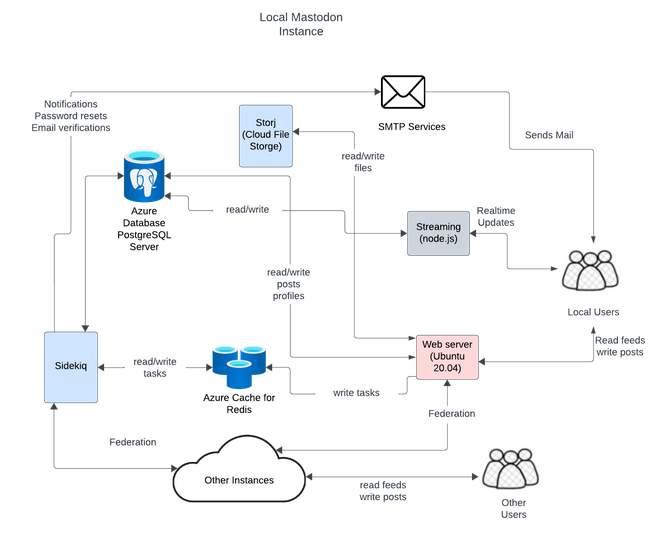 Local Mastodon
Instance
Notifications
Password resets
Email verifications
SMTP Services
Sends Mail
Storj
(Cloud File
Storge)
read/write
files
Azure
Database
PostgreSQL
Server
read/write
Streaming
(node.js)
Realtime
Updates
Local Users
read/write
posts
profiles
Sidekiq
read/write
tasks
Azure Cache for
Redis
write tasks
Web server
(Ubuntu
20.04)
Read feeds
write posts
Federation
Federation
Other Instances
read feeds
write posts
Other
Users